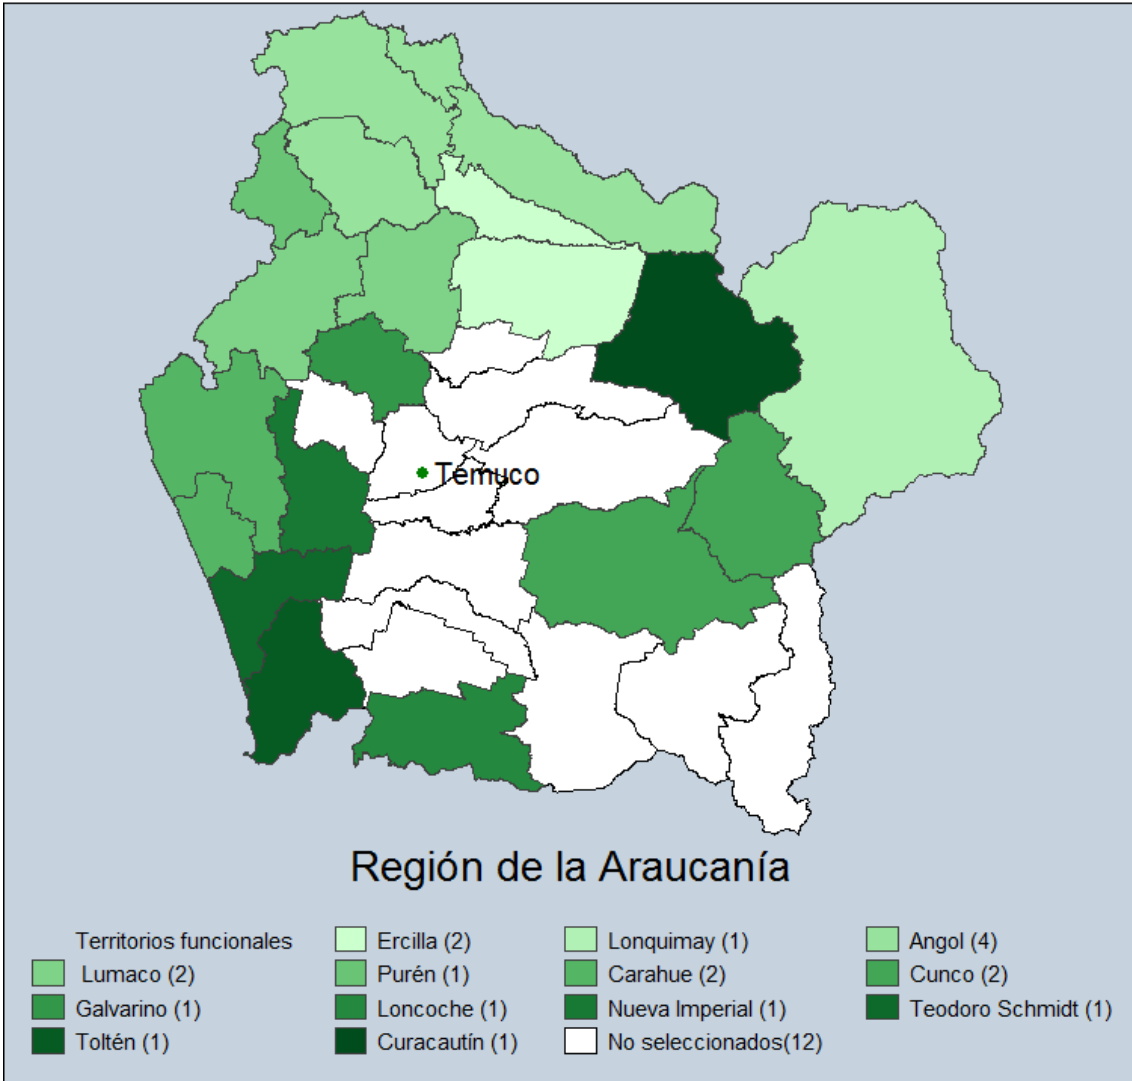 Temuco
Región de la Araucanía
Territorios funcionales
Ercilla (2)
Lonquimay (1)
Angol (4)
Lumaco (2)
Purén (1)
Carahue (2)
Cunco (2)
Galvarino (1)
Loncoche (1)
Nueva Imperial (1)
Teodoro Schmidt (1)
Toltén (1)
Curacautín (1)
No seleccionados(12)